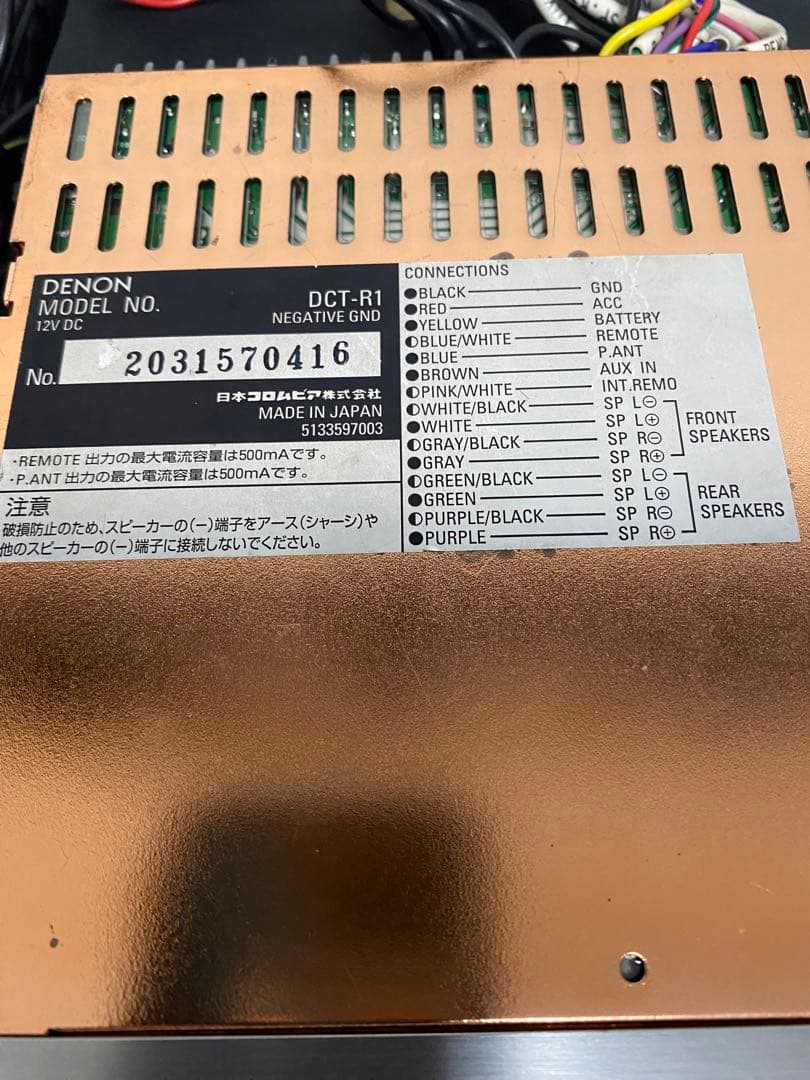 DENON
MODEL NO. DCT-R1
12V DC NEGATIVE GND
No. 2031570416
日本コロムビア株式会社
MADE IN JAPAN
5133597003
・REMOTE 出力の最大電流容量は500mAです。
・P.ANT 出力の最大電流容量は500mAです。
注意
破損防止のため、スピーカーの(−)端子をアース(シャーシ)や
他のスピーカーの(−)端子に接続しないでください。
CONNECTIONS
●BLACK GND
●RED ACC
●YELLOW BATTERY
◐BLUE/WHITE REMOTE
●BLUE P.ANT
●BROWN AUX IN
◐PINK/WHITE INT.REMO
◐WHITE/BLACK SP L⊖
●WHITE SP L⊕
◐GRAY/BLACK SP R⊖
●GRAY SP R⊕
FRONT
SPEAKERS
◐GREEN/BLACK SP L⊖
●GREEN SP L⊕
◐PURPLE/BLACK SP R⊖
●PURPLE SP R⊕
REAR
SPEAKERS